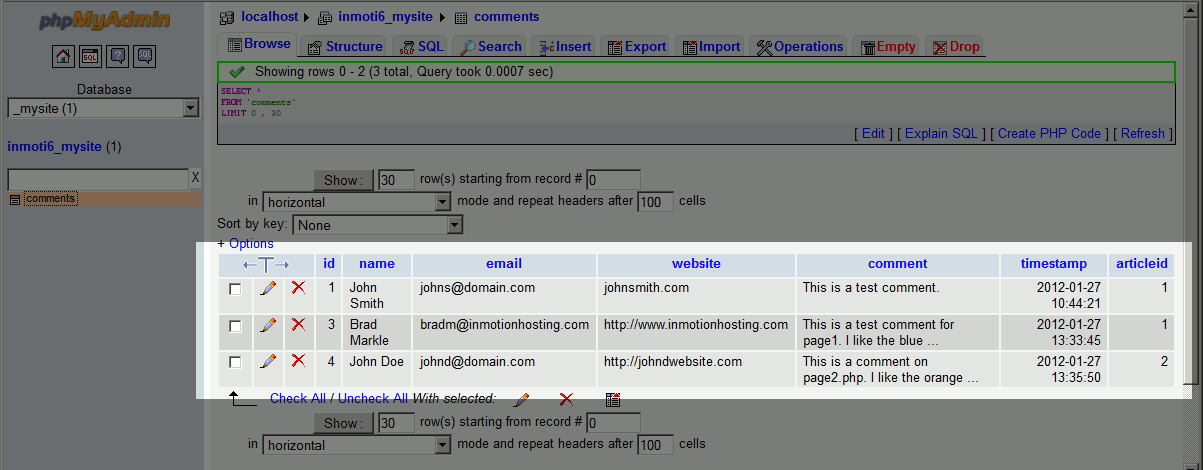 phpMyAdmin
Database
_mysite (1)
inmoti6_mysite (1)
X
comments
localhost inmoti6_mysite comments
Browse Structure SQL Search Insert Export Import Operations Empty Drop
Showing rows 0 - 2 (3 total, Query took 0.0007 sec)
SELECT *
FROM `comments`
LIMIT 0 , 30
[ Edit ] [ Explain SQL ] [ Create PHP Code ] [ Refresh ]
Show : 30 row(s) starting from record # 0
in horizontal mode and repeat headers after 100 cells
Sort by key: None
+ Options
←T→ id name email website comment timestamp articleid
1 John Smith johns@domain.com johnsmith.com This is a test comment. 2012-01-27 10:44:21 1
3 Brad Markle bradm@inmotionhosting.com http://www.inmotionhosting.com This is a test comment for page1. I like the blue ... 2012-01-27 13:33:45 1
4 John Doe johnd@domain.com http://johndwebsite.com This is a comment on page2.php. I like the orange ... 2012-01-27 13:35:50 2
Check All / Uncheck All With selected:
Show : 30 row(s) starting from record # 0
in horizontal mode and repeat headers after 100 cells